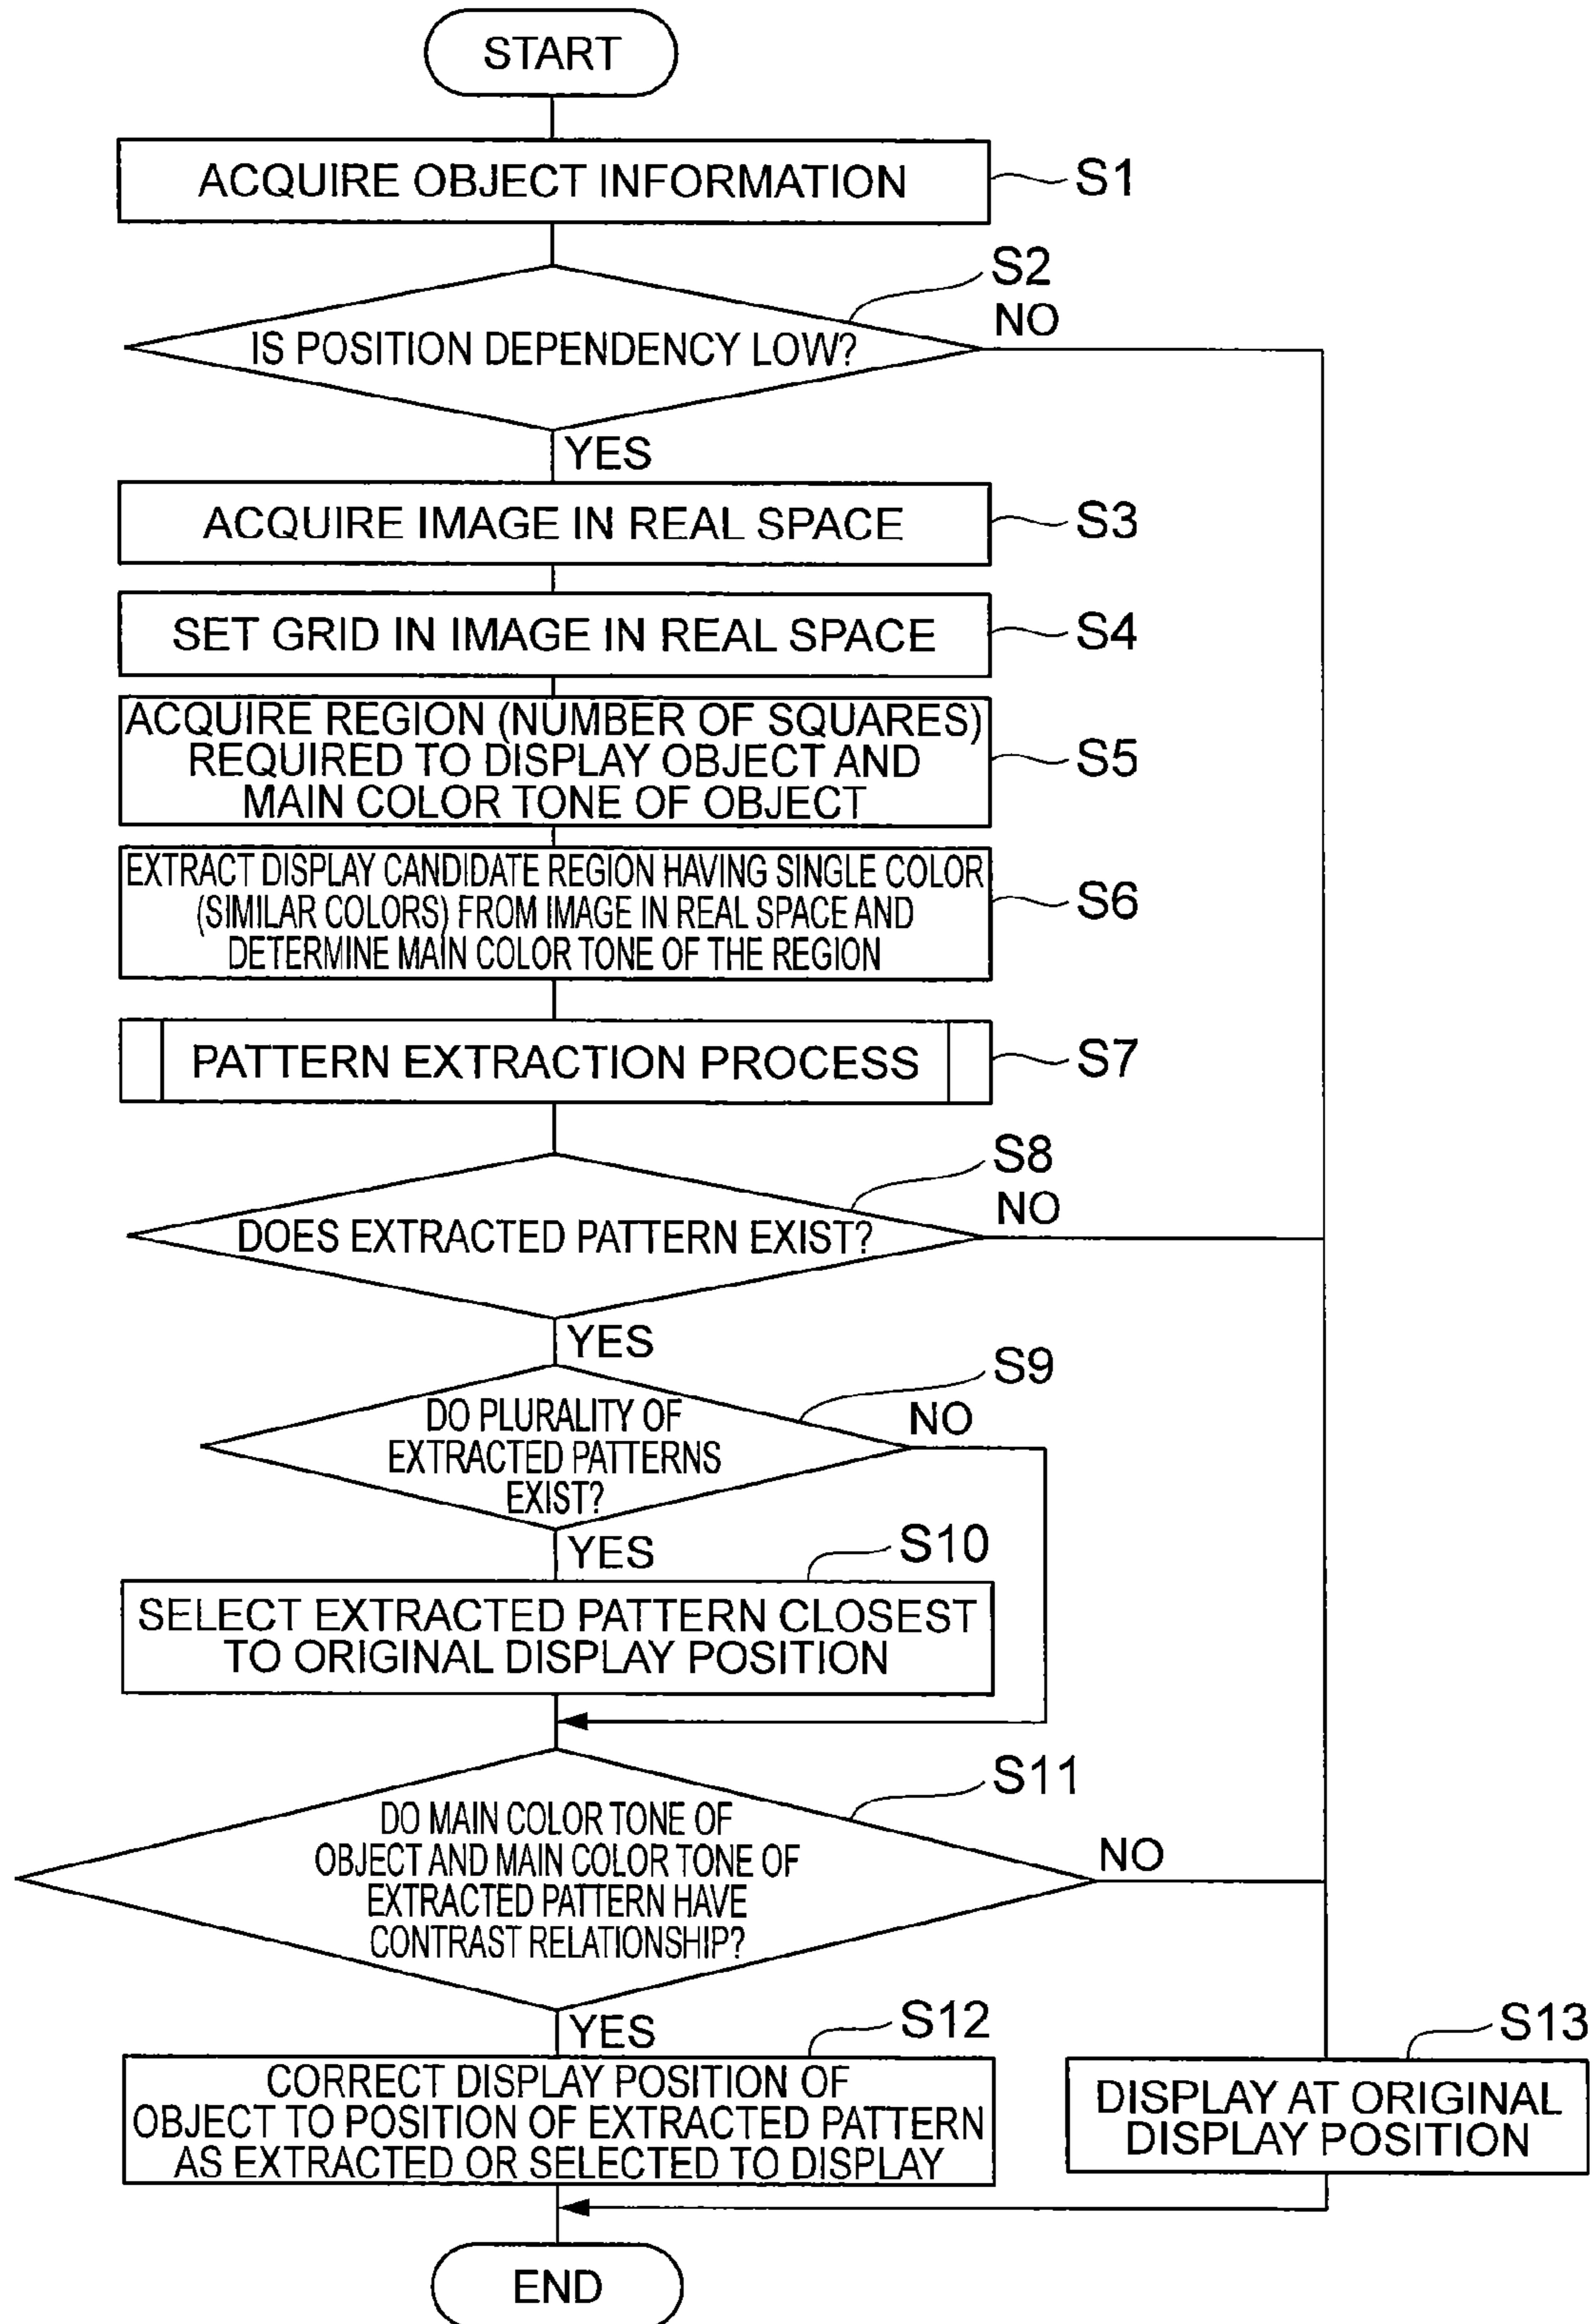 START
ACQUIRE OBJECT INFORMATION
S1
S2
IS POSITION DEPENDENCY LOW?
NO
YES
ACQUIRE IMAGE IN REAL SPACE
S3
SET GRID IN IMAGE IN REAL SPACE
S4
ACQUIRE REGION (NUMBER OF SQUARES)
REQUIRED TO DISPLAY OBJECT AND
MAIN COLOR TONE OF OBJECT
S5
EXTRACT DISPLAY CANDIDATE REGION HAVING SINGLE COLOR
(SIMILAR COLORS) FROM IMAGE IN REAL SPACE AND
DETERMINE MAIN COLOR TONE OF THE REGION
S6
PATTERN EXTRACTION PROCESS
S7
S8
DOES EXTRACTED PATTERN EXIST?
NO
YES
S9
DO PLURALITY OF
EXTRACTED PATTERNS
EXIST?
NO
YES
S10
SELECT EXTRACTED PATTERN CLOSEST
TO ORIGINAL DISPLAY POSITION
S11
DO MAIN COLOR TONE OF
OBJECT AND MAIN COLOR TONE OF
EXTRACTED PATTERN HAVE
CONTRAST RELATIONSHIP?
NO
YES
S12
CORRECT DISPLAY POSITION OF
OBJECT TO POSITION OF EXTRACTED PATTERN
AS EXTRACTED OR SELECTED TO DISPLAY
S13
DISPLAY AT ORIGINAL
DISPLAY POSITION
END